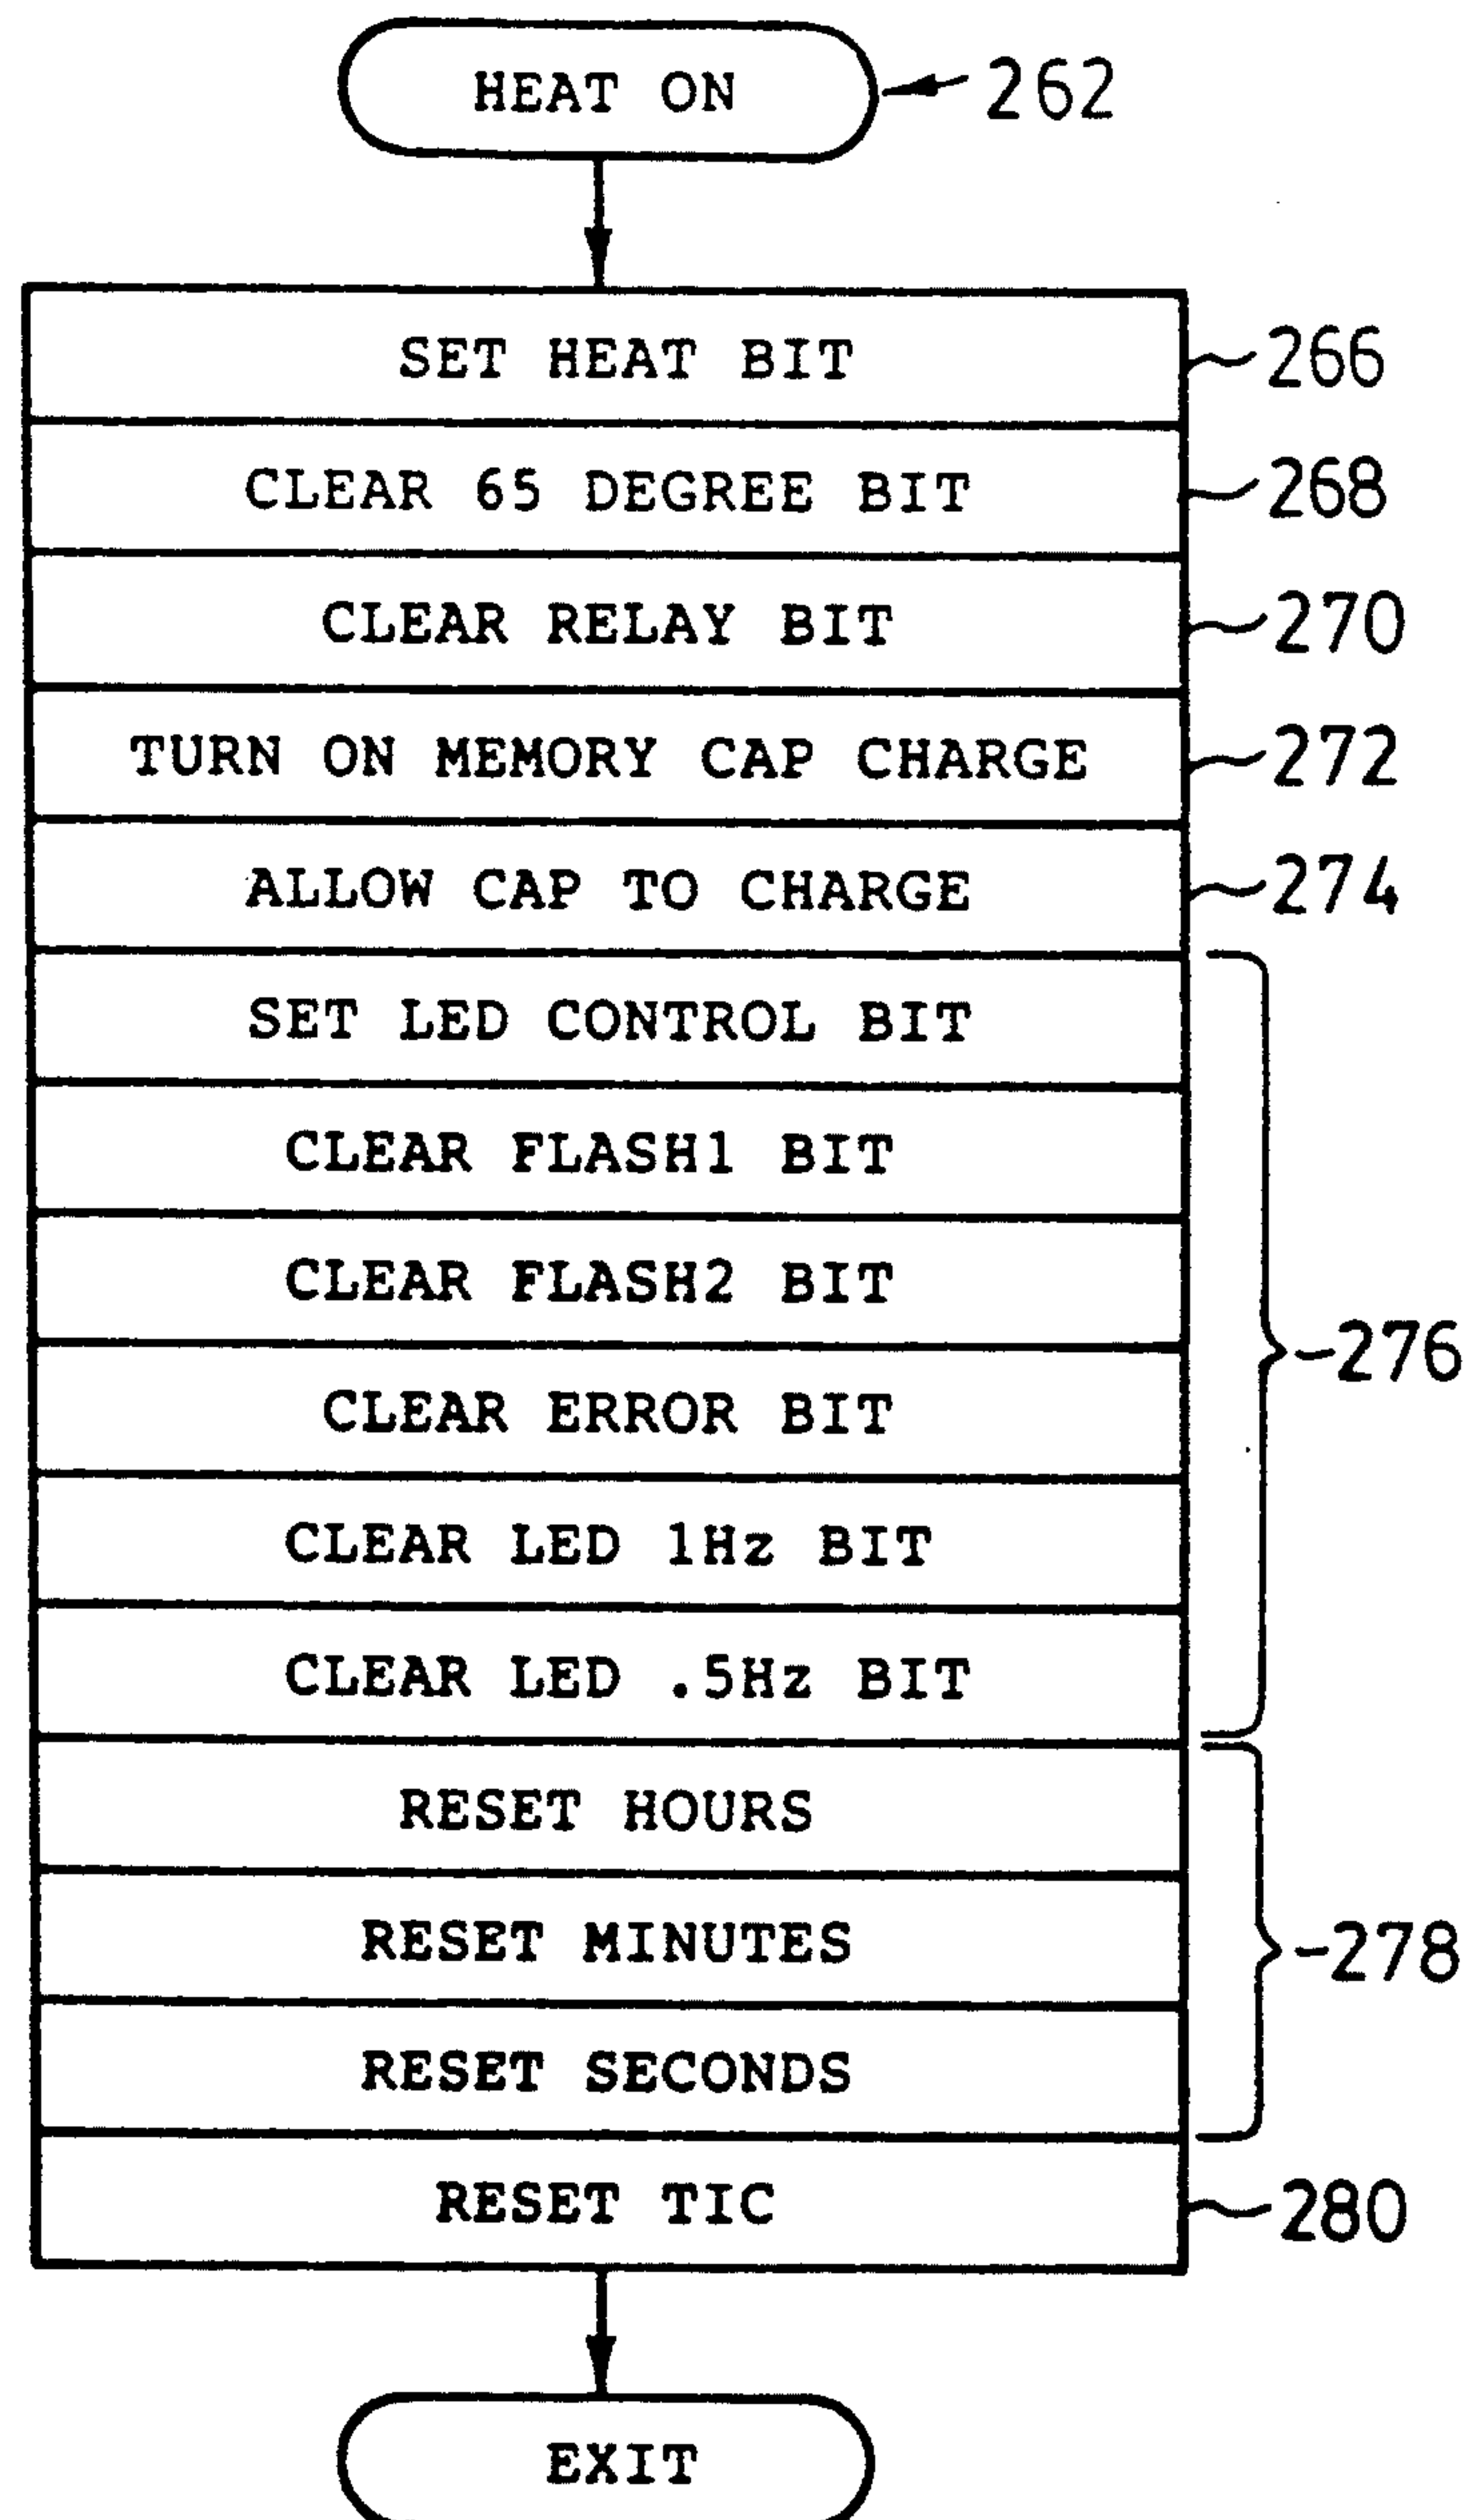 HEAT ON 262
SET HEAT BIT 266
CLEAR 65 DEGREE BIT 268
CLEAR RELAY BIT 270
TURN ON MEMORY CAP CHARGE 272
ALLOW CAP TO CHARGE 274
SET LED CONTROL BIT
CLEAR FLASH1 BIT
CLEAR FLASH2 BIT
276
CLEAR ERROR BIT
CLEAR LED 1Hz BIT
CLEAR LED .5Hz BIT
RESET HOURS
RESET MINUTES 278
RESET SECONDS
RESET TIC 280
EXIT